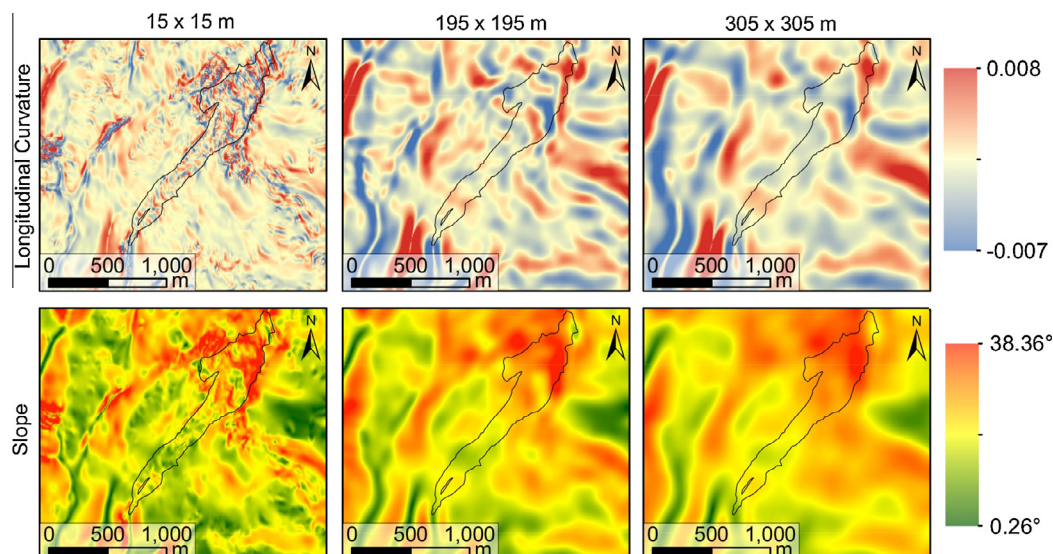 15 x 15 m
195 x 195 m
305 x 305 m
Longitudinal Curvature
N
N
N
0 500 1,000 m
0 500 1,000 m
0 500 1,000 m
0.008
-0.007
Slope
N
N
N
0 500 1,000 m
0 500 1,000 m
0 500 1,000 m
38.36°
0.26°